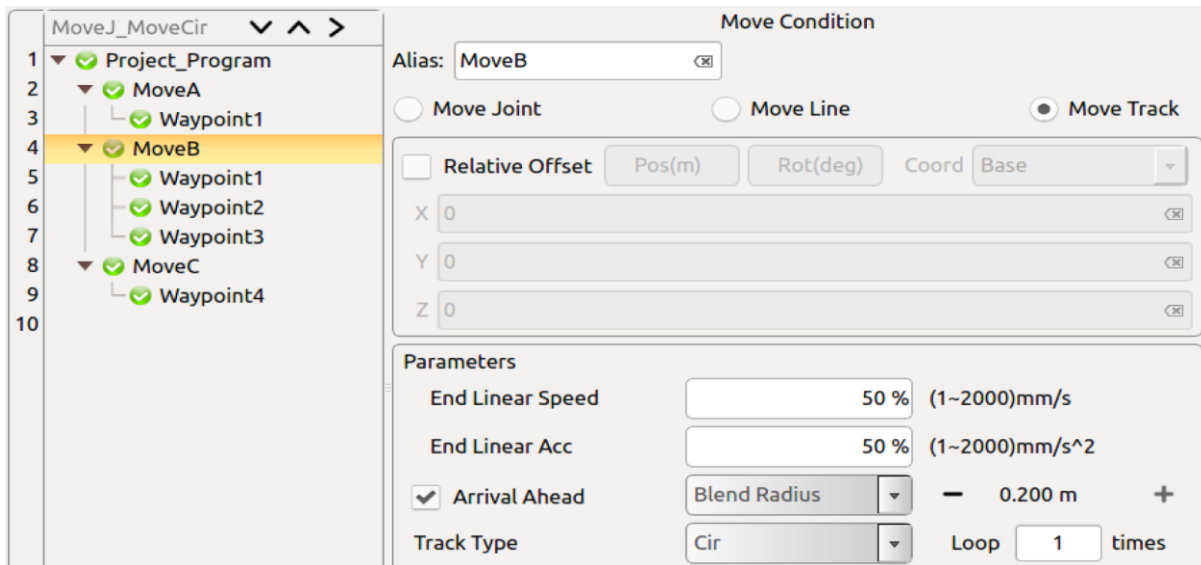 MoveJ_MoveCir
1 Project_Program
2 MoveA
3 Waypoint1
4 MoveB
5 Waypoint1
6 Waypoint2
7 Waypoint3
8 MoveC
9 Waypoint4
10
Move Condition
Alias: MoveB
Move Joint Move Line Move Track
Relative Offset Pos(m) Rot(deg) Coord Base
X 0
Y 0
Z 0
Parameters
End Linear Speed 50 % (1~2000)mm/s
End Linear Acc 50 % (1~2000)mm/s^2
Arrival Ahead Blend Radius − 0.200 m +
Track Type Cir Loop 1 times